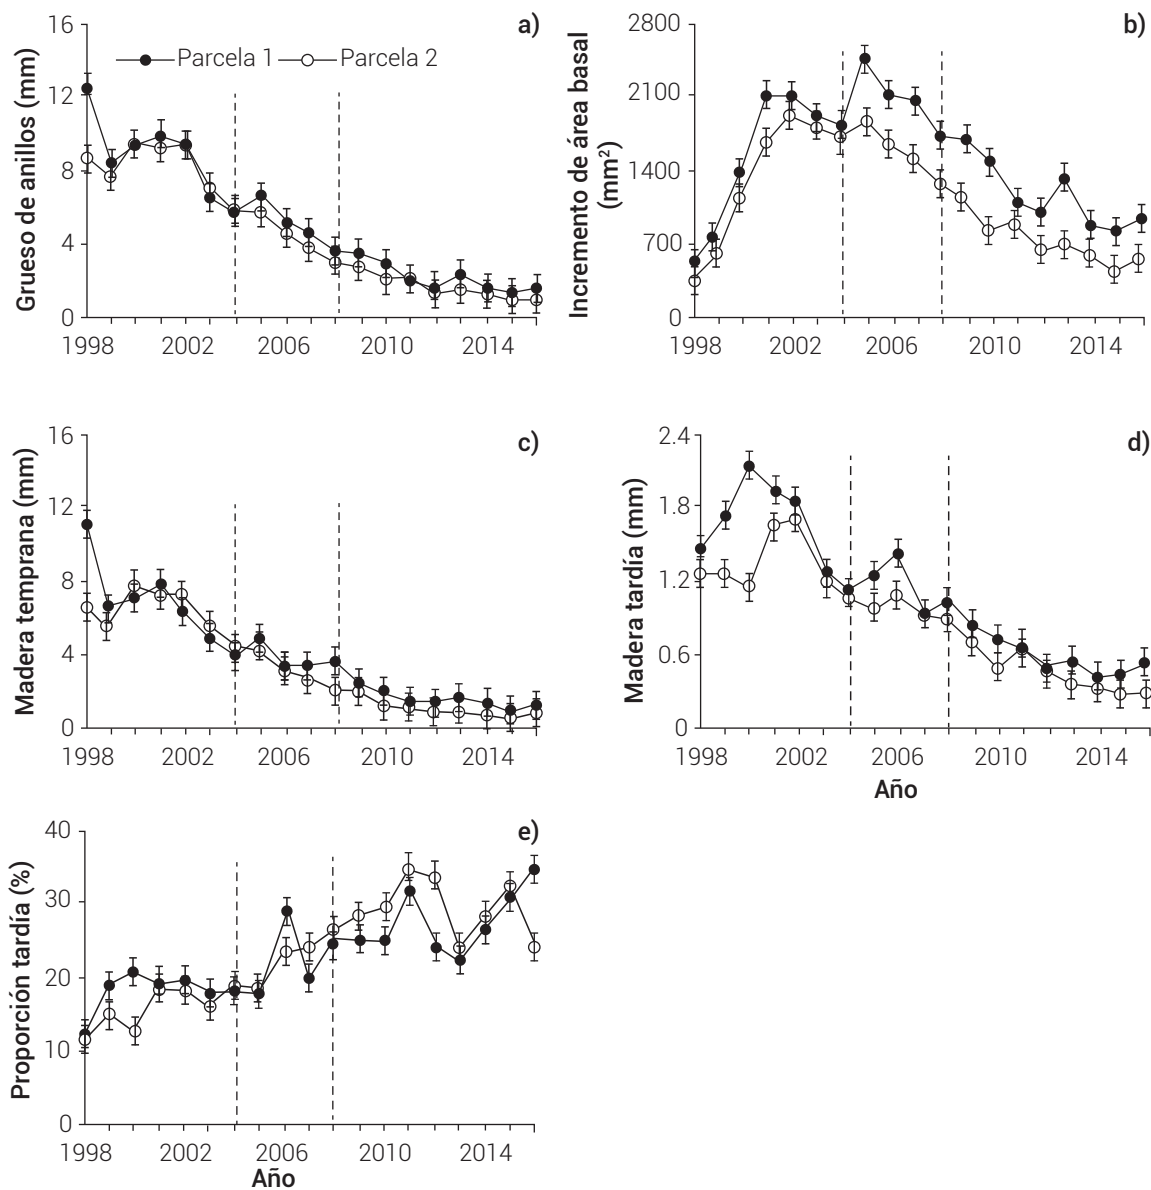 a)
Grueso de anillos (mm)
16
12
8
4
0
Parcela 1
Parcela 2
1998 2002 2006 2010 2014
b)
Incremento de área basal
(mm²)
2800
2100
1400
700
0
1998 2002 2006 2010 2014
c)
Madera temprana (mm)
16
12
8
4
0
1998 2002 2006 2010 2014
d)
Madera tardía (mm)
2.4
1.8
1.2
0.6
0
1998 2002 2006 2010 2014
Año
e)
Proporción tardía (%)
40
30
20
10
0
1998 2002 2006 2010 2014
Año